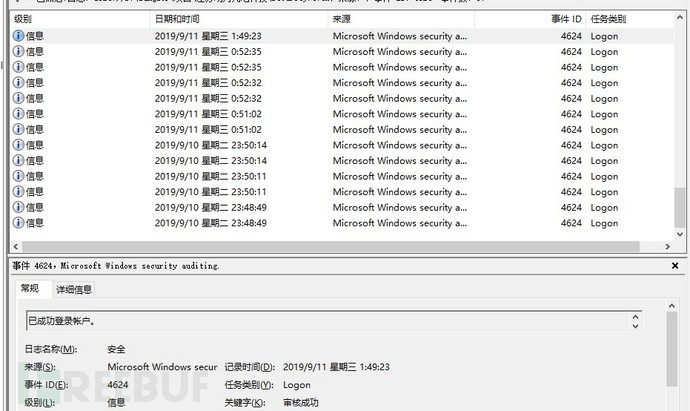 级别 日期和时间 来源 事件 ID 任务类别
信息 2019/9/11 星期三 1:49:23 Microsoft Windows security a... 4624 Logon
信息 2019/9/11 星期三 0:52:35 Microsoft Windows security a... 4624 Logon
信息 2019/9/11 星期三 0:52:35 Microsoft Windows security a... 4624 Logon
信息 2019/9/11 星期三 0:52:32 Microsoft Windows security a... 4624 Logon
信息 2019/9/11 星期三 0:52:32 Microsoft Windows security a... 4624 Logon
信息 2019/9/11 星期三 0:51:02 Microsoft Windows security a... 4624 Logon
信息 2019/9/11 星期三 0:51:02 Microsoft Windows security a... 4624 Logon
信息 2019/9/10 星期二 23:50:14 Microsoft Windows security a... 4624 Logon
信息 2019/9/10 星期二 23:50:14 Microsoft Windows security a... 4624 Logon
信息 2019/9/10 星期二 23:50:11 Microsoft Windows security a... 4624 Logon
信息 2019/9/10 星期二 23:50:11 Microsoft Windows security a... 4624 Logon
信息 2019/9/10 星期二 23:48:49 Microsoft Windows security a... 4624 Logon
信息 2019/9/10 星期二 23:48:49 Microsoft Windows security a... 4624 Logon
事件 4624，Microsoft Windows security auditing.
常规 详细信息
已成功登录帐户。
日志名称(M): 安全
来源(S): Microsoft Windows secur 记录时间(D): 2019/9/11 星期三 1:49:23
事件 ID(E): 4624 任务类别(Y): Logon
级别(L): 信息 关键字(K): 审核成功
REEBUF